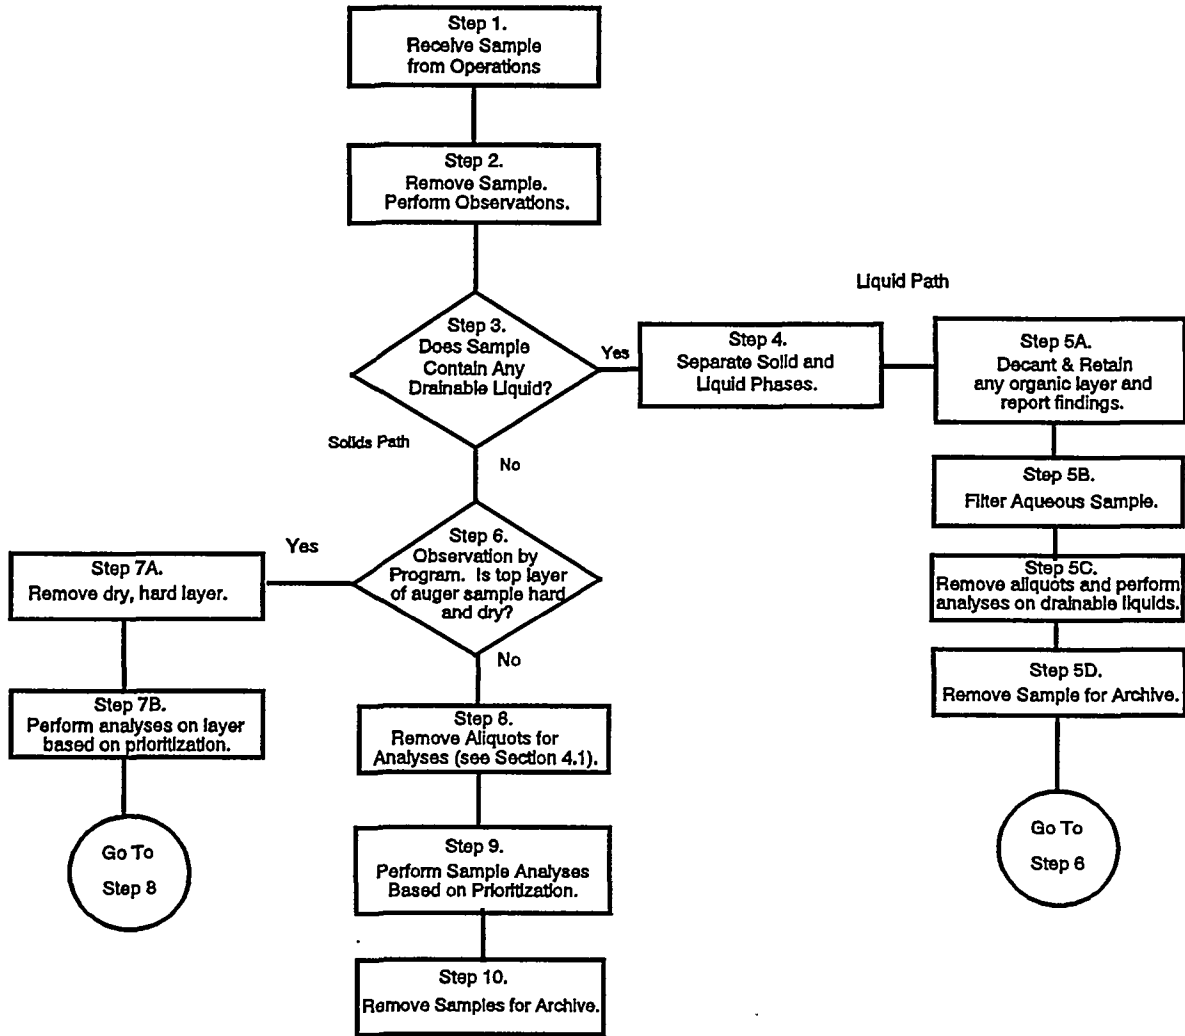 Step 1.
Receive Sample
from Operations
Step 2.
Remove Sample.
Perform Observations.
Liquid Path
Step 3.
Does Sample
Contain Any
Drainable Liquid?
Yes
Step 4.
Separate Solid and
Liquid Phases.
Step 5A.
Decant & Retain
any organic layer and
report findings.
Solids Path
No
Step 5B.
Filter Aqueous Sample.
Step 6.
Observation by
Program. Is top layer
of auger sample hard
and dry?
Yes
Step 7A.
Remove dry, hard layer.
Step 5C.
Remove aliquots and perform
analyses on drainable liquids.
No
Step 5D.
Remove Sample for Archive.
Step 7B.
Perform analyses on layer
based on prioritization.
Step 8.
Remove Aliquots for
Analyses (see Section 4.1).
Go To
Step 8
Step 9.
Perform Sample Analyses
Based on Prioritization.
Go To
Step 6
Step 10.
Remove Samples for Archive.